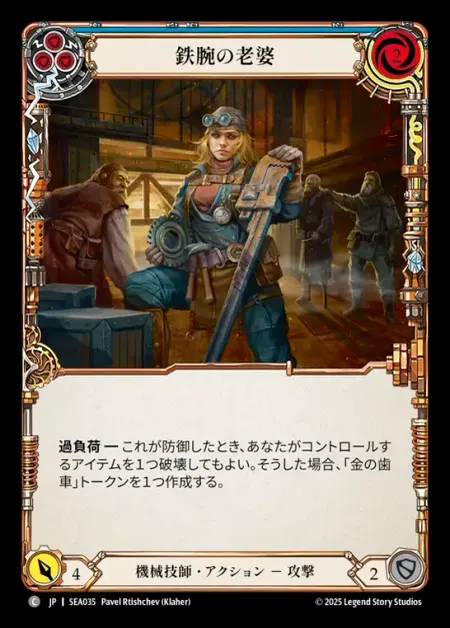 鉄腕の老婆
2
過負荷 ー これが防御したとき、あなたがコントロールす
るアイテムを1つ破壊してもよい。そうした場合、「金の歯
車」トークンを1つ作成する。
4
機械技師・アクション − 攻撃
2
C JP | SEA035 Pavel Rtishchev (Klaher)
© 2025 Legend Story Studios